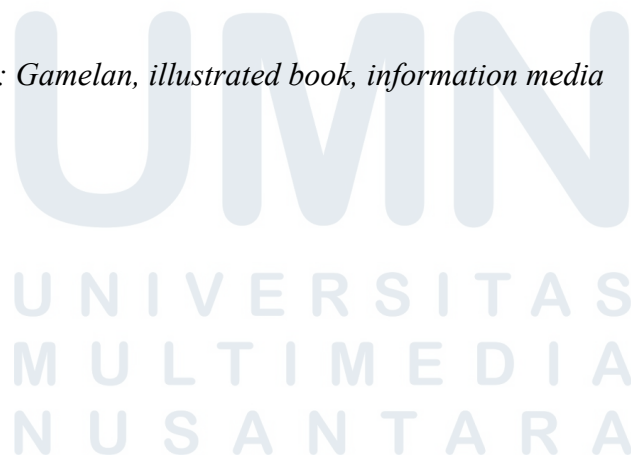 : Gamelan, illustrated book, information media
UMN
UNIVERSITAS
MULTIMEDIA
NUSANTARA